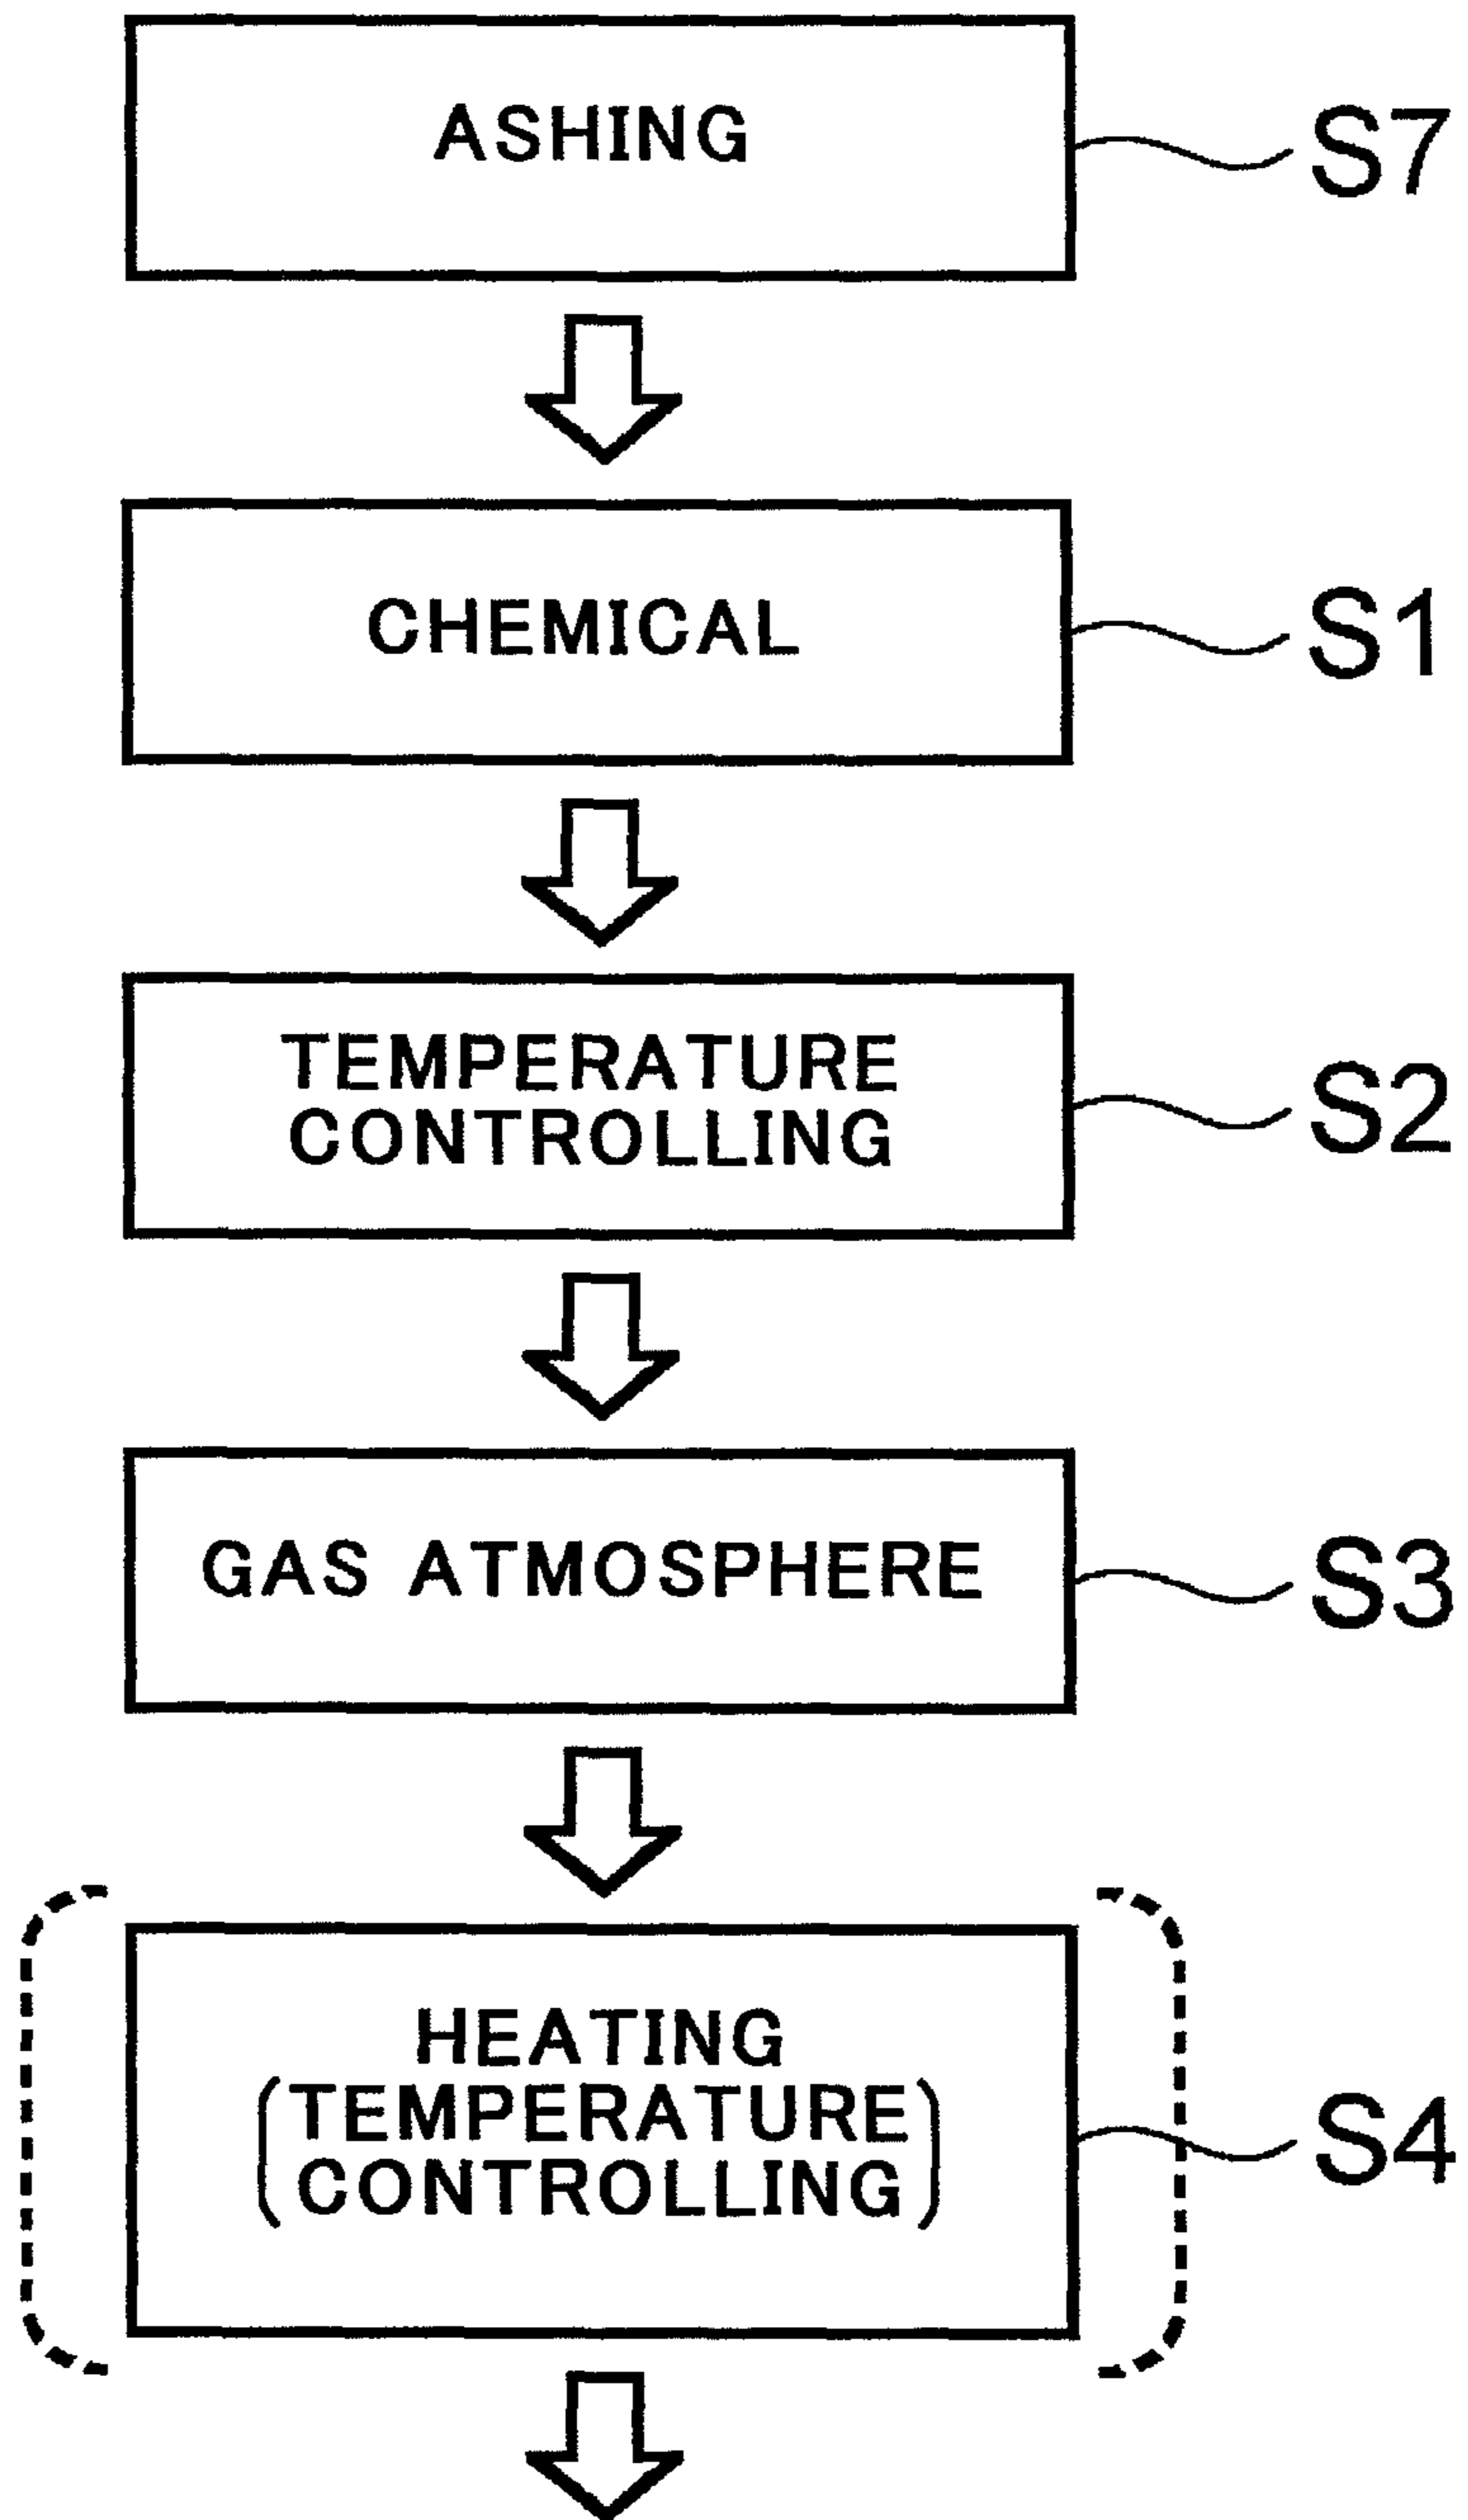 ASHING
S7
CHEMICAL
S1
TEMPERATURE
CONTROLLING
S2
GAS ATMOSPHERE
S3
HEATING
(TEMPERATURE
CONTROLLING)
S4